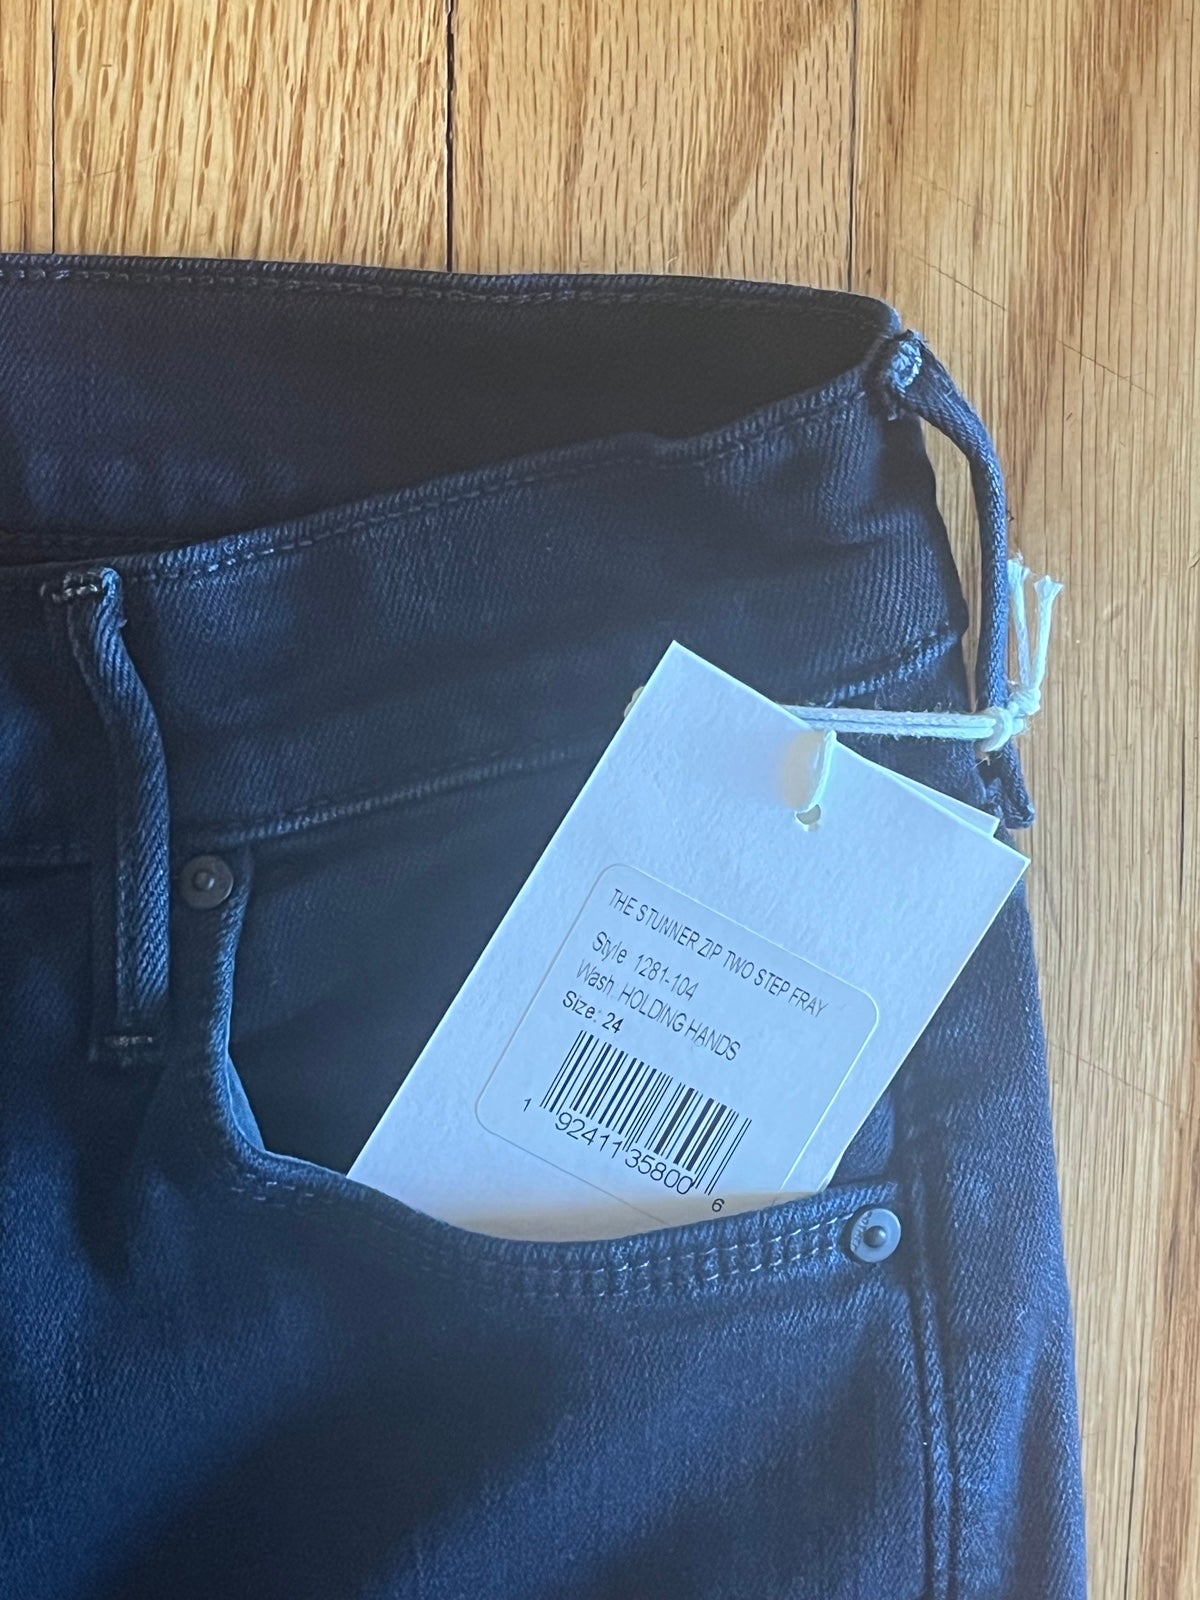 THE STUNNER ZIP TWO STEP FRAY
Style: 1281-104
Wash: HOLDING HANDS
Size: 24
1 92411 35800 6